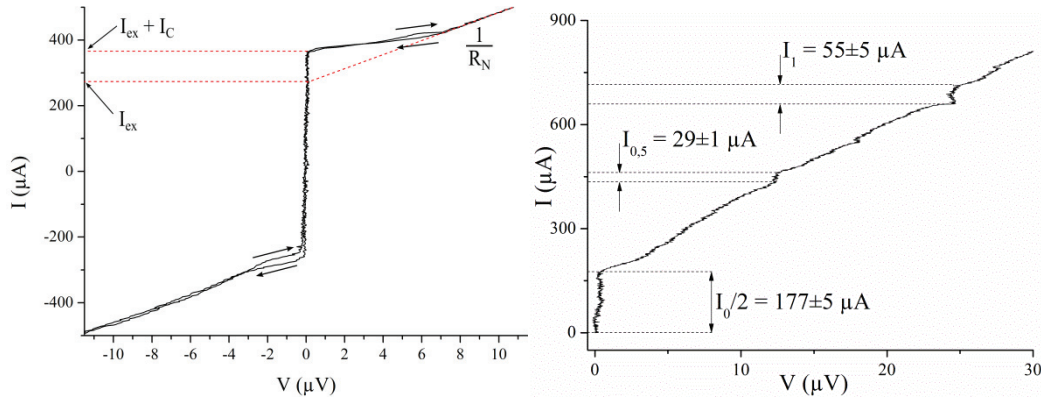 I_ex + I_C
I_ex
1
R_N
400
200
0
-200
-400
I (µA)
-10
-8
-6
-4
-2
0
2
4
6
8
10
V (µV)
900
600
300
0
I (µA)
I_1 = 55±5 µA
I_0,5 = 29±1 µA
I_0/2 = 177±5 µA
0
10
20
30
V (µV)